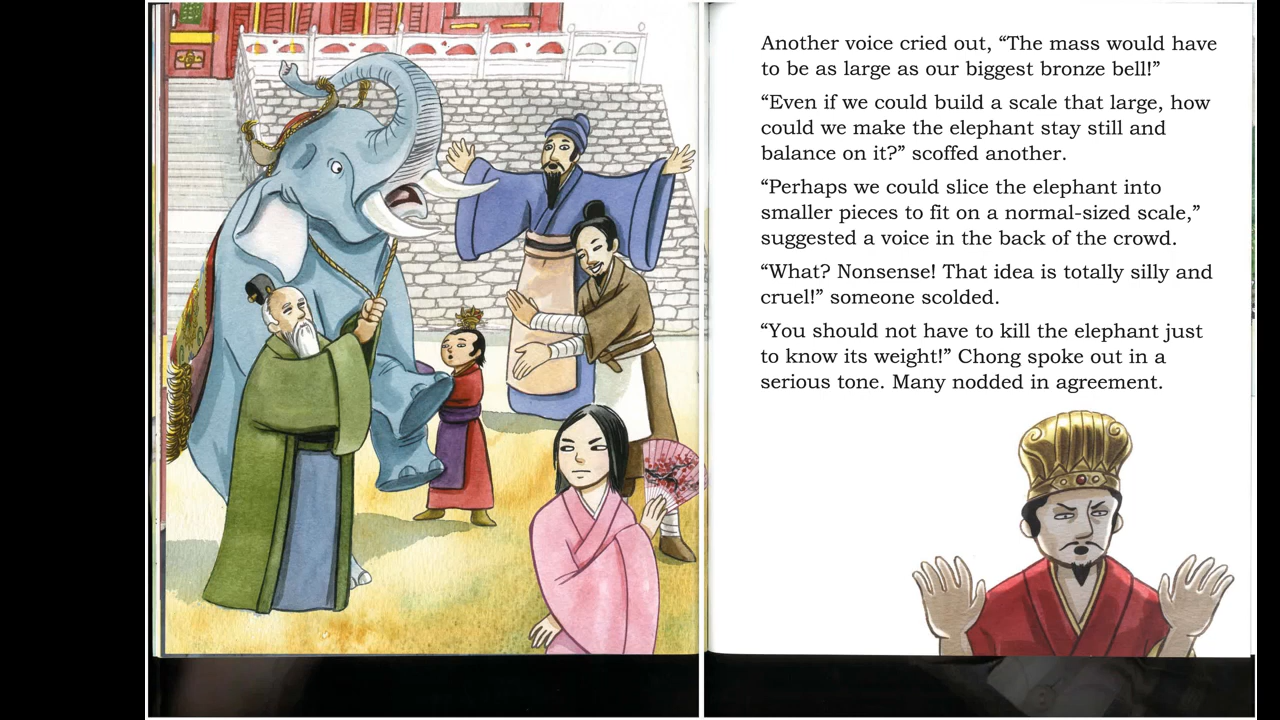 Another voice cried out, “The mass would have
to be as large as our biggest bronze bell!”
“Even if we could build a scale that large, how
could we make the elephant stay still and
balance on it?” scoffed another.
“Perhaps we could slice the elephant into
smaller pieces to fit on a normal-sized scale,”
suggested a voice in the back of the crowd.
“What? Nonsense! That idea is totally silly and
cruel!” someone scolded.
“You should not have to kill the elephant just
to know its weight!” Chong spoke out in a
serious tone. Many nodded in agreement.